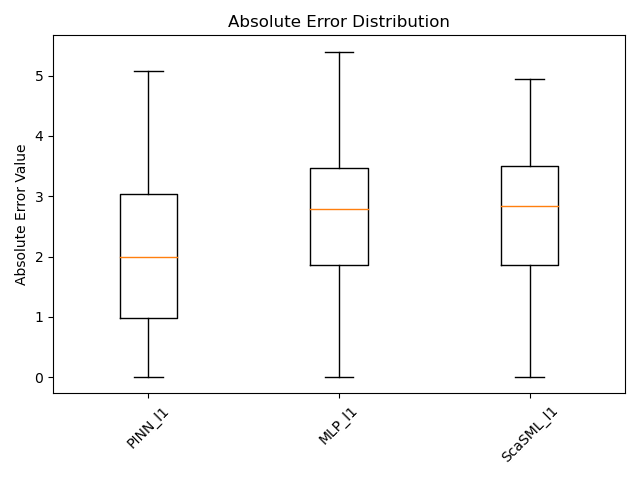 Absolute Error Distribution
Absolute Error Value
5
4
3
2
1
0
PINN_l1
MLP_l1
ScaSML_l1